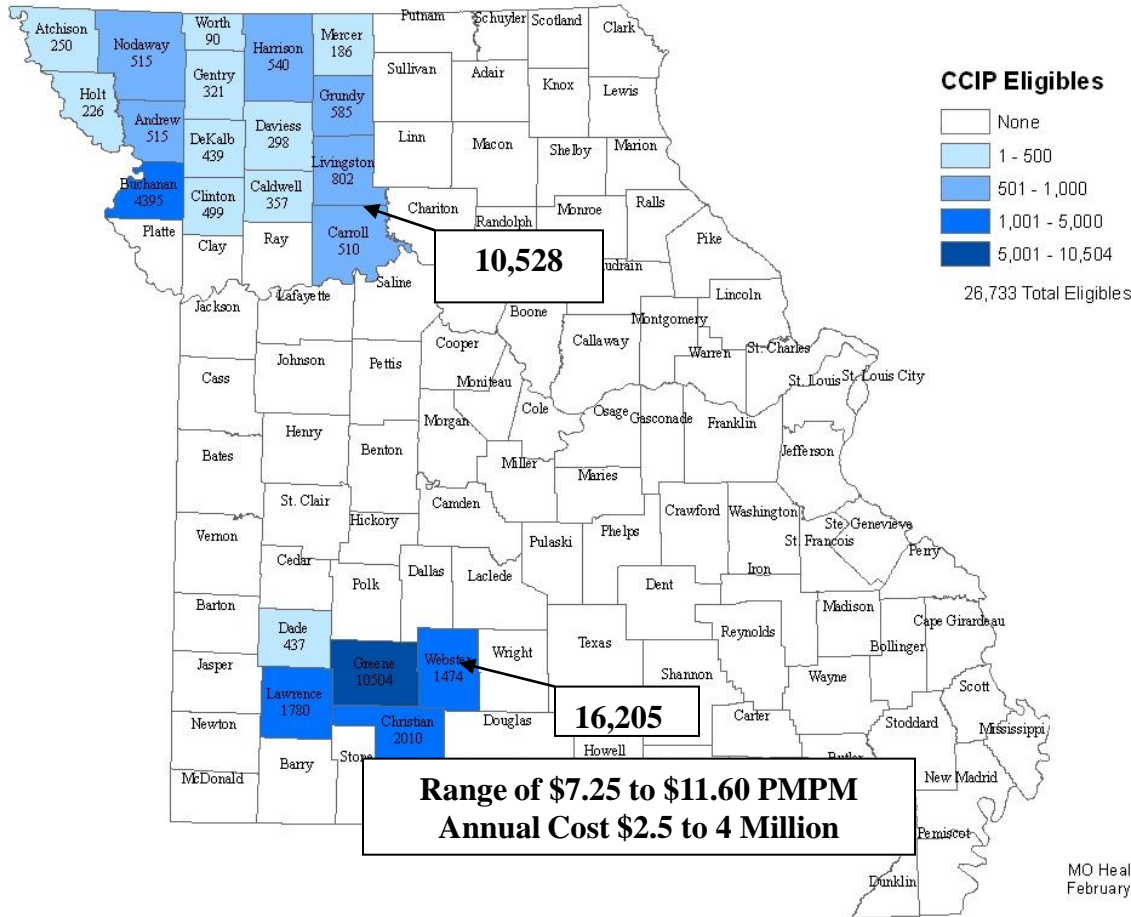 Atchison
250
Nodaway
515
Worth
90
Harrison
540
Mercer
186
Putnam
Schuyler
Scotland
Clark
Holt
226
Gentry
321
Grundy
585
Sullivan
Adair
Knox
Lewis
Andrew
515
DeKalb
439
Daviess
298
Livingston
802
Linn
Macon
Shelby
Marion
Buchanan
4395
Clinton
499
Caldwell
357
Carroll
510
Chariton
Randolph
Monroe
Ralls
Pike
Platte
Clay
Ray
10,528
Saline
Lafayette
Jackson
Boone
Lincoln
Montgomery
Callaway
Warren
St. Charles
St. Louis
St. Louis City
Cooper
Johnson
Pettis
Moniteau
Cass
Cole
Osage
Gasconade
Franklin
Morgan
Henry
Benton
Miller
Maries
Jefferson
Bates
St. Clair
Camden
Crawford
Washington
Hickory
Phelps
Pulaski
Ste. Genevieve
St. Francois
Perry
Vernon
Cedar
Dallas
Laclede
Polk
Dent
Iron
Madison
Cape Girardeau
Bollinger
Barton
Dade
437
Greene
10504
Webster
1474
Wright
Texas
Reynolds
Jasper
Shannon
Wayne
Lawrence
1780
16,205
Scott
Mississippi
Stoddard
Carter
Newton
Christian
2010
Douglas
Howell
Butler
Stone
Barry
McDonald
New Madrid
Pemiscot
Dunklin
Range of $7.25 to $11.60 PMPM
Annual Cost $2.5 to 4 Million
CCIP Eligibles
None
1 - 500
501 - 1,000
1,001 - 5,000
5,001 - 10,504
26,733 Total Eligibles
MO Heal
February